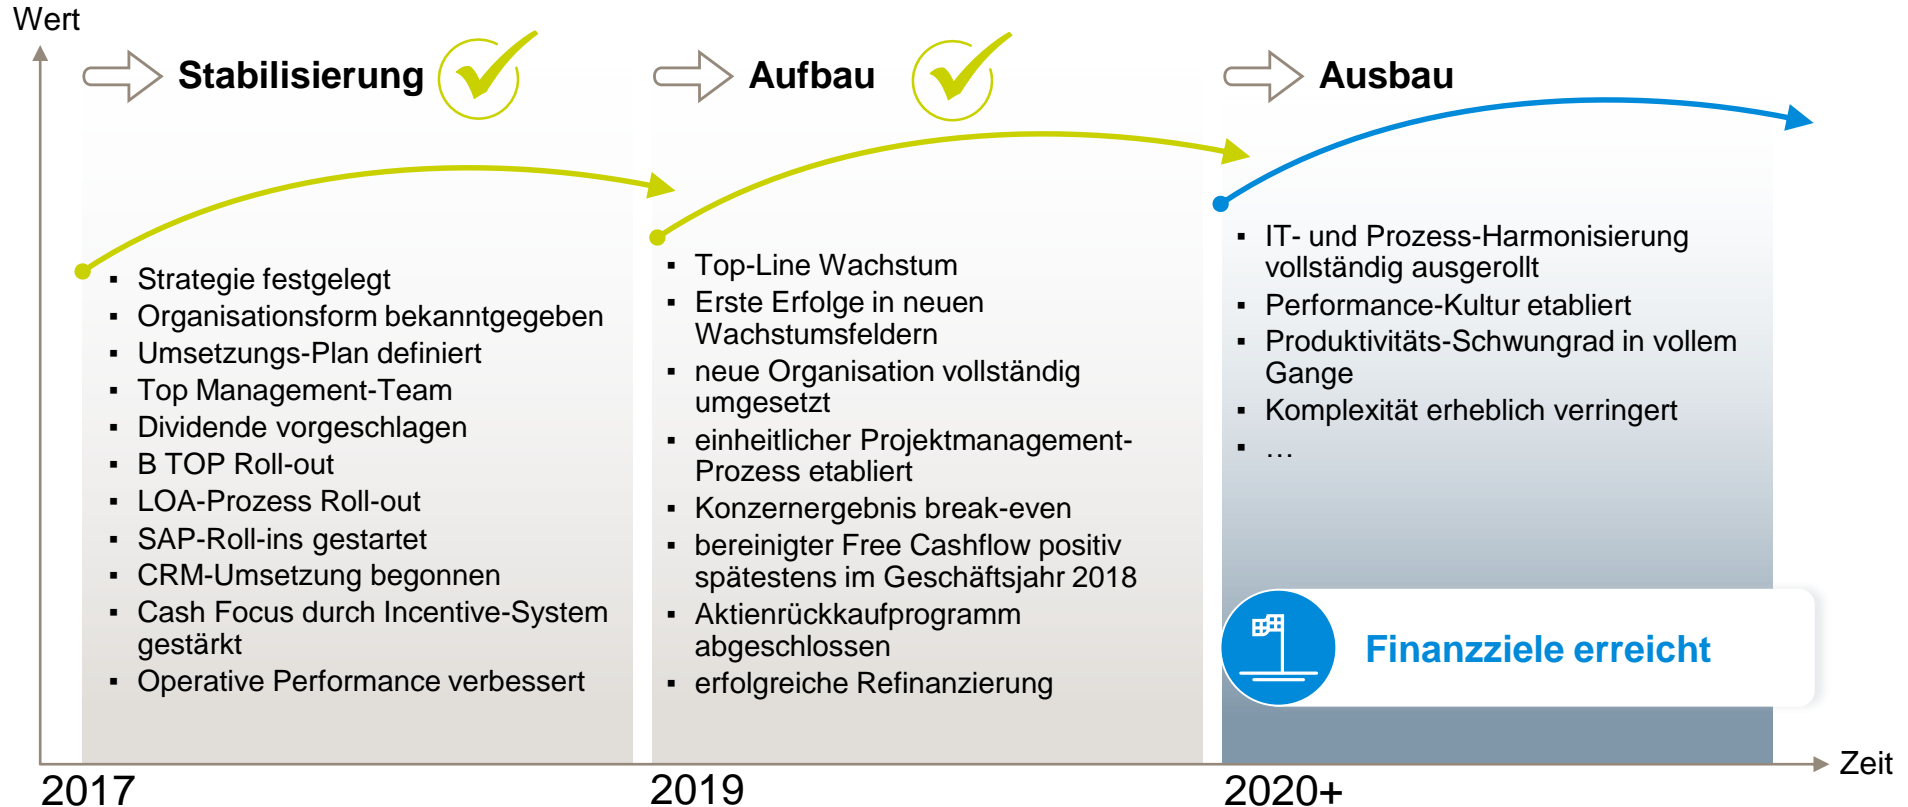 Wert
Stabilisierung
▪ Strategie festgelegt
▪ Organisationsform bekanntgegeben
▪ Umsetzungs-Plan definiert
▪ Top Management-Team
▪ Dividende vorgeschlagen
▪ B TOP Roll-out
▪ LOA-Prozess Roll-out
▪ SAP-Roll-ins gestartet
▪ CRM-Umsetzung begonnen
▪ Cash Focus durch Incentive-System
gestärkt
▪ Operative Performance verbessert
Aufbau
▪ Top-Line Wachstum
▪ Erste Erfolge in neuen
Wachstumsfeldern
▪ neue Organisation vollständig
umgesetzt
▪ einheitlicher Projektmanagement-
Prozess etabliert
▪ Konzernergebnis break-even
▪ bereinigter Free Cashflow positiv
spätestens im Geschäftsjahr 2018
▪ Aktienrückkaufprogramm
abgeschlossen
▪ erfolgreiche Refinanzierung
Ausbau
▪ IT- und Prozess-Harmonisierung
vollständig ausgerollt
▪ Performance-Kultur etabliert
▪ Produktivitäts-Schwungrad in vollem
Gange
▪ Komplexität erheblich verringert
▪ …
Finanzziele erreicht
Zeit
2017
2019
2020+